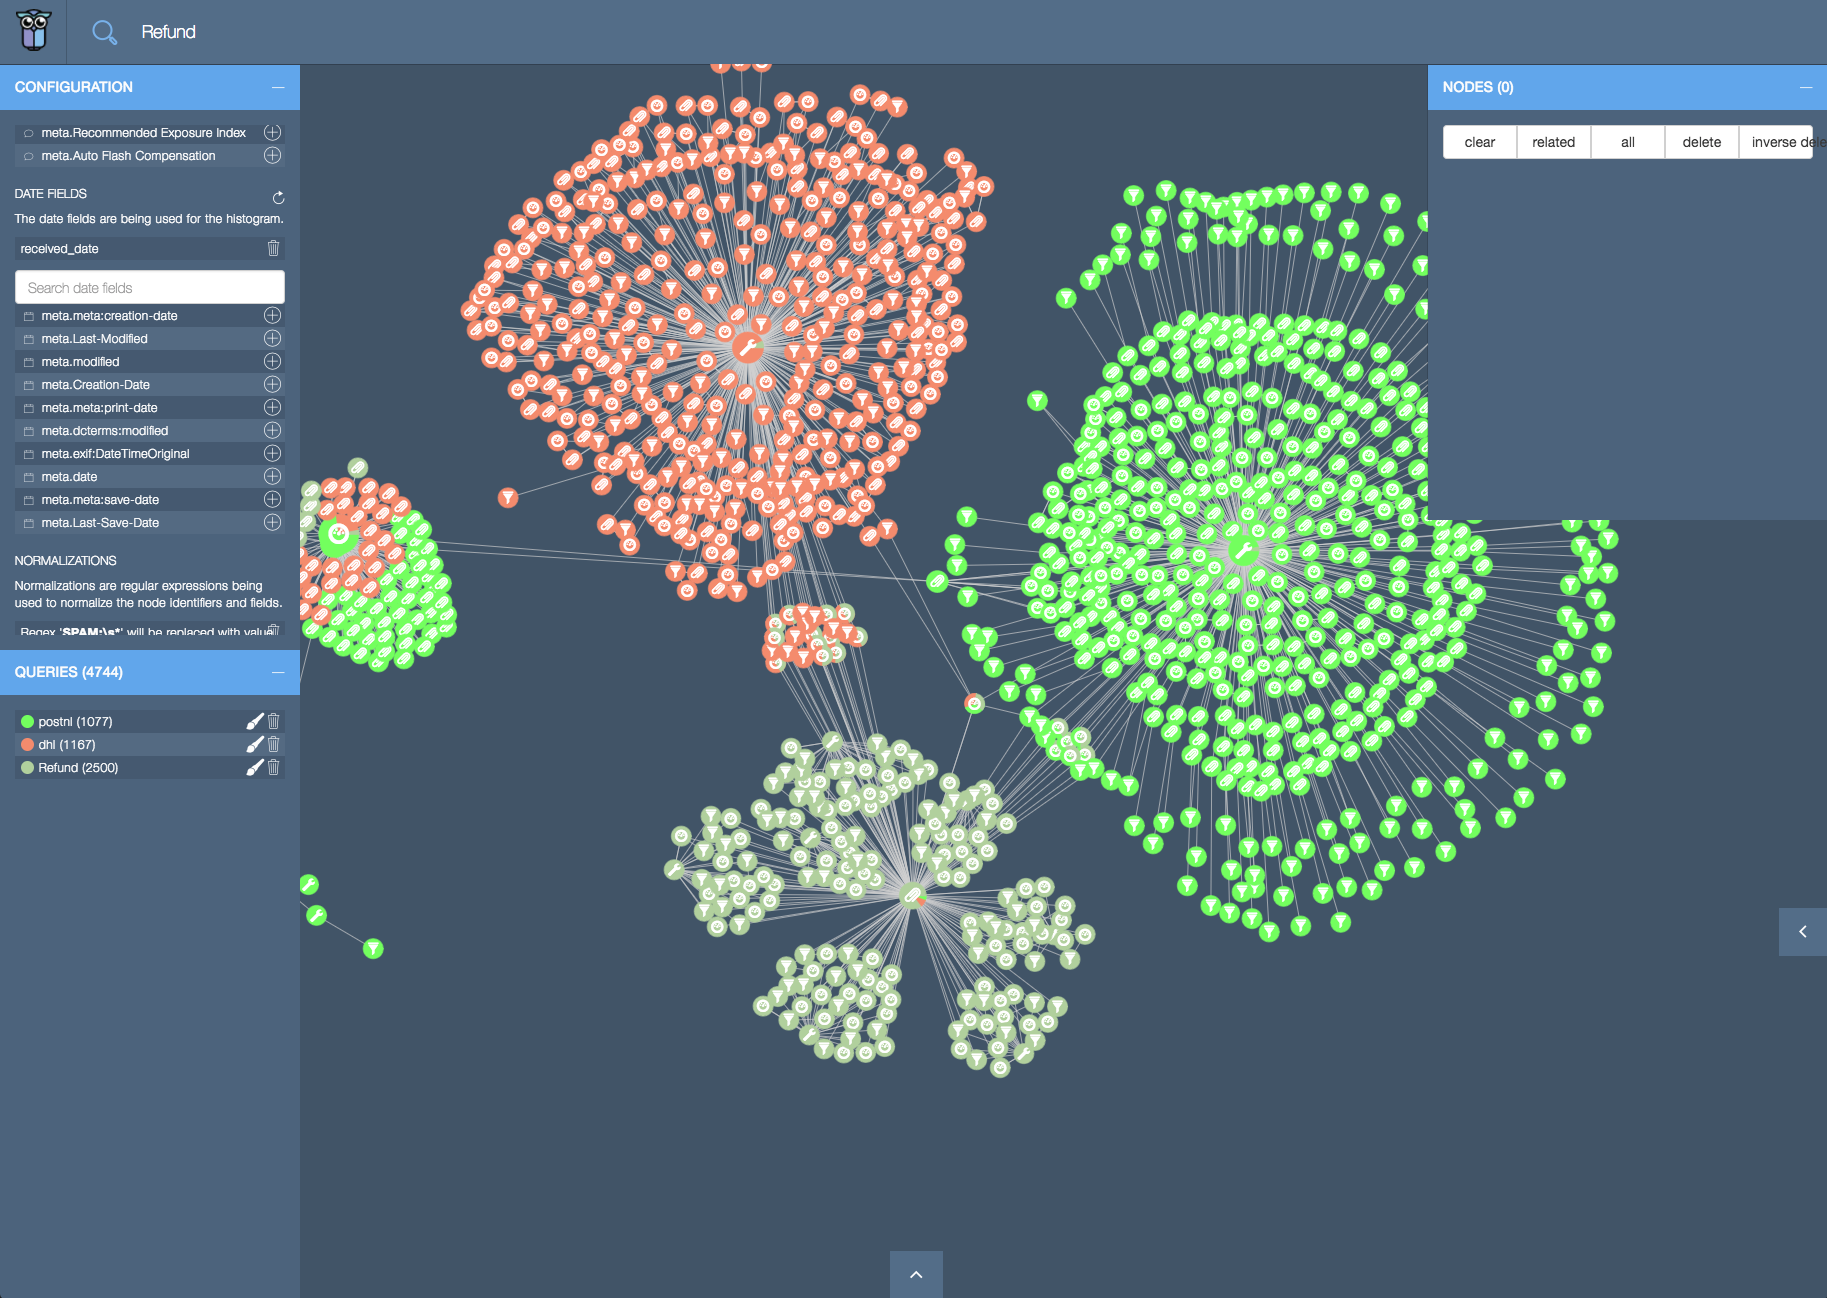 Refund
CONFIGURATION
meta.Recommended Exposure Index
meta.Auto Flash Compensation
DATE FIELDS
The date fields are being used for the histogram.
received_date
Search date fields
meta.meta:creation-date
meta.Last-Modified
meta.modified
meta.Creation-Date
meta.meta:print-date
meta.dcterms:modified
meta.exif:DateTimeOriginal
meta.date
meta.meta:save-date
meta.Last-Save-Date
NORMALIZATIONS
Normalizations are regular expressions being
used to normalize the node identifiers and fields.
Regex 'SPAM:\s*' will be replaced with value
QUERIES (4744)
postnl (1077)
dhl (1167)
Refund (2500)
NODES (0)
clear related all delete inverse dele